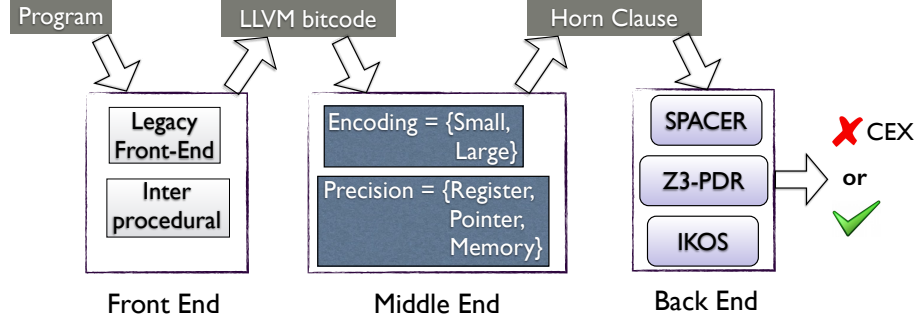 Program
LLVM bitcode
Horn Clause
Legacy
Front-End
Inter
procedural
Front End
Encoding = {Small,
Large}
Precision = {Register,
Pointer,
Memory}
Middle End
SPACER
Z3-PDR
IKOS
Back End
CEX
or